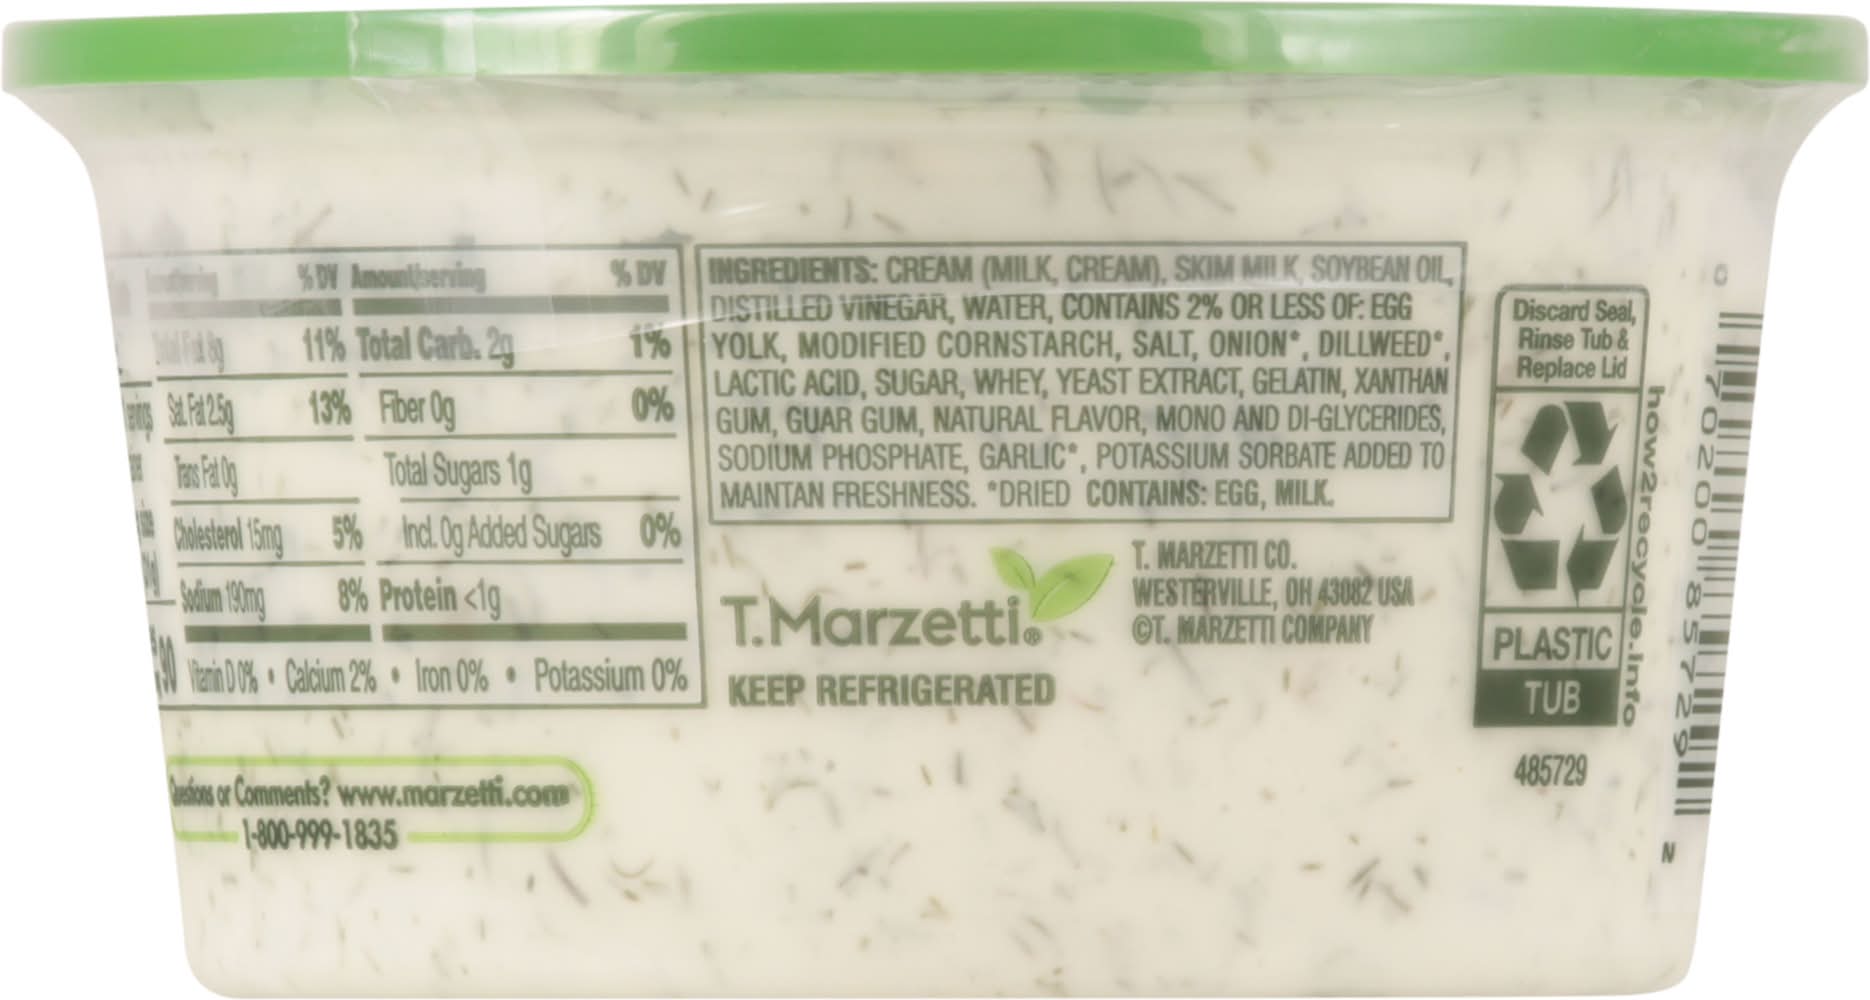 % DV Amount/serving % DV
Total Fat 8g 11% Total Carb. 2g 1%
Sat. Fat 2.5g 13% Fiber 0g 0%
Trans Fat 0g Total Sugars 1g
Cholesterol 15mg 5% Incl. 0g Added Sugars 0%
Sodium 190mg 8% Protein <1g
90 Vitamin D 0% • Calcium 2% • Iron 0% • Potassium 0%
Questions or Comments? www.marzetti.com
1-800-999-1835
INGREDIENTS: CREAM (MILK, CREAM), SKIM MILK, SOYBEAN OIL,
DISTILLED VINEGAR, WATER, CONTAINS 2% OR LESS OF: EGG
YOLK, MODIFIED CORNSTARCH, SALT, ONION*, DILLWEED*,
LACTIC ACID, SUGAR, WHEY, YEAST EXTRACT, GELATIN, XANTHAN
GUM, GUAR GUM, NATURAL FLAVOR, MONO AND DI-GLYCERIDES,
SODIUM PHOSPHATE, GARLIC*, POTASSIUM SORBATE ADDED TO
MAINTAN FRESHNESS. *DRIED CONTAINS: EGG, MILK.
T. Marzetti®
KEEP REFRIGERATED
T. MARZETTI CO.
WESTERVILLE, OH 43082 USA
©T. MARZETTI COMPANY
Discard Seal,
Rinse Tub &
Replace Lid
PLASTIC
TUB
how2recycle.info
485729
0 70200 85729
N